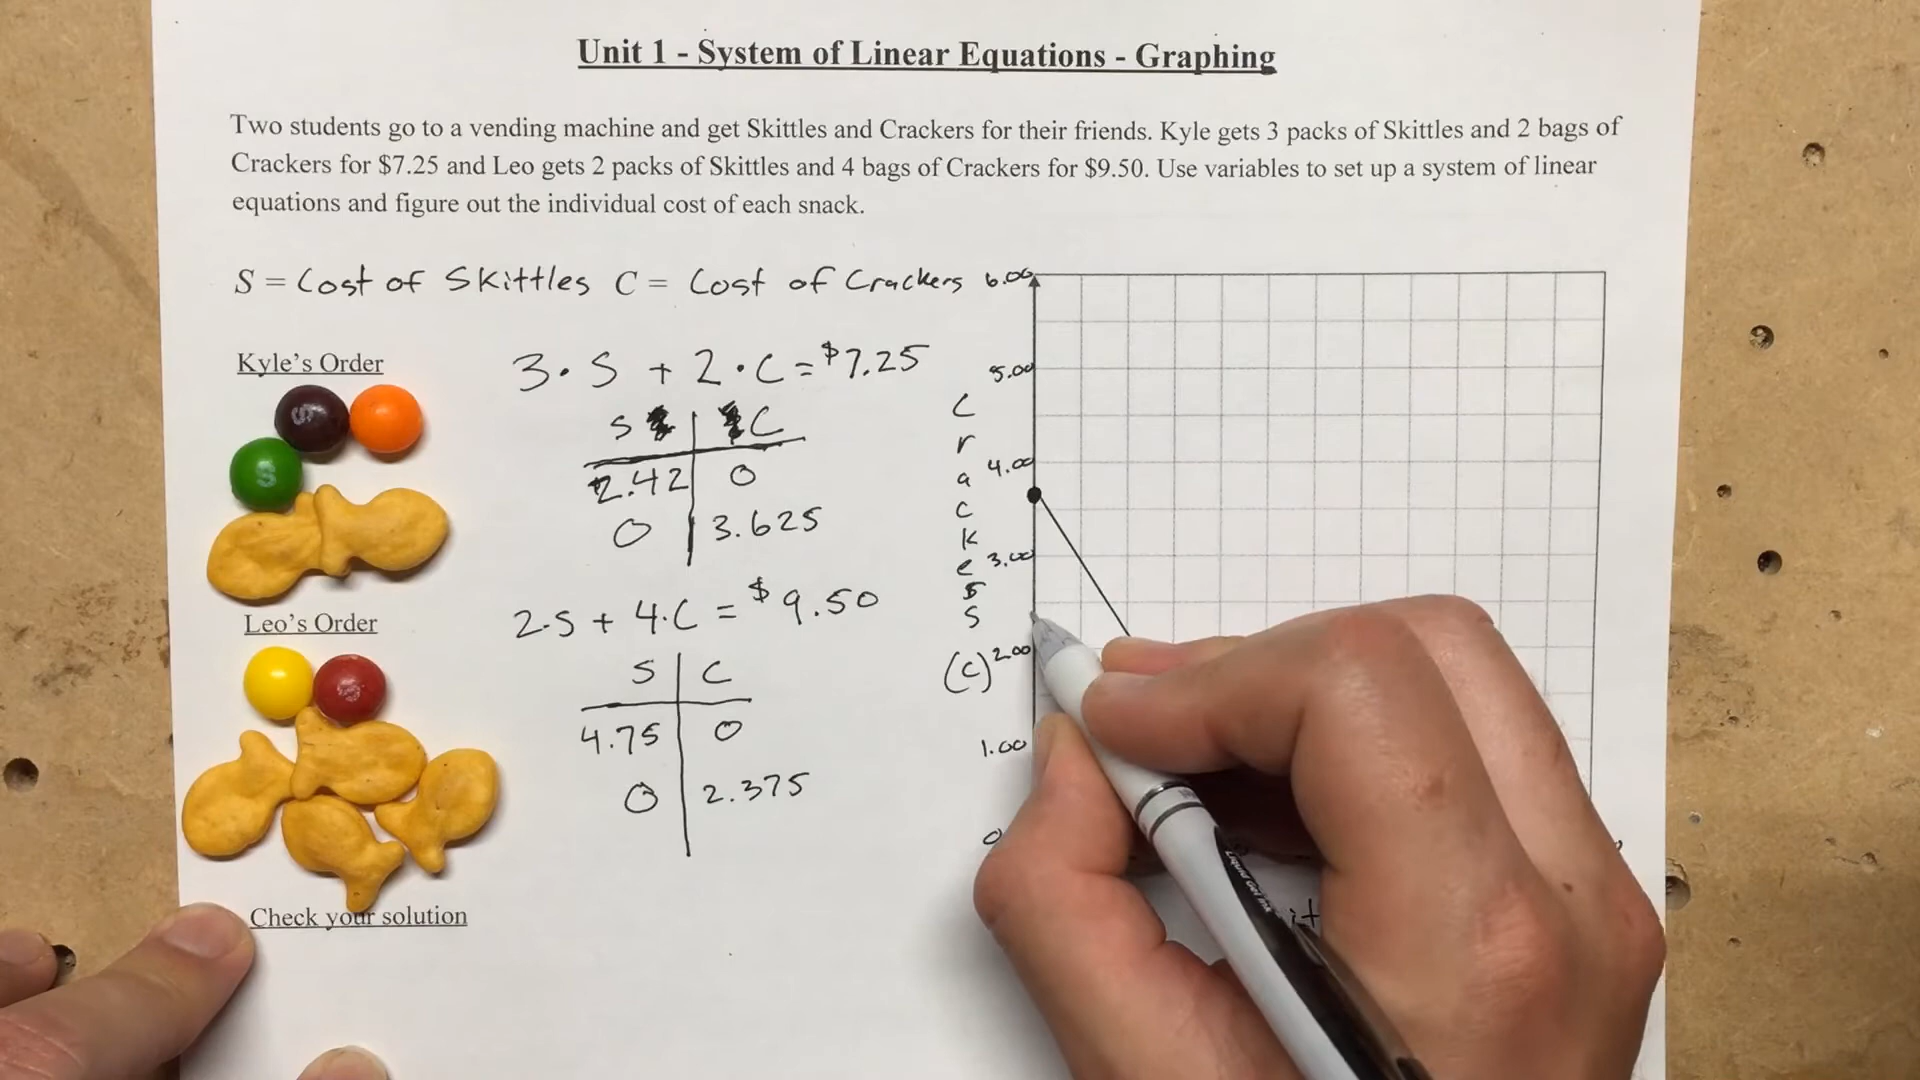 Unit 1 - System of Linear Equations - Graphing
Two students go to a vending machine and get Skittles and Crackers for their friends. Kyle gets 3 packs of Skittles and 2 bags of
Crackers for $7.25 and Leo gets 2 packs of Skittles and 4 bags of Crackers for $9.50. Use variables to set up a system of linear
equations and figure out the individual cost of each snack.
S = Cost of Skittles C = Cost of Crackers
Kyle's Order
S
S
3·S + 2·C = $7.25
S C
2.42 0
0 3.625
Leo's Order
2·S + 4·C = $9.50
S C
4.75 0
0 2.375
Check your solution
6.00
5.00
4.00
3.00
2.00
1.00
0
C
r
a
c
k
e
S
(C)
Liquid Gel Ink